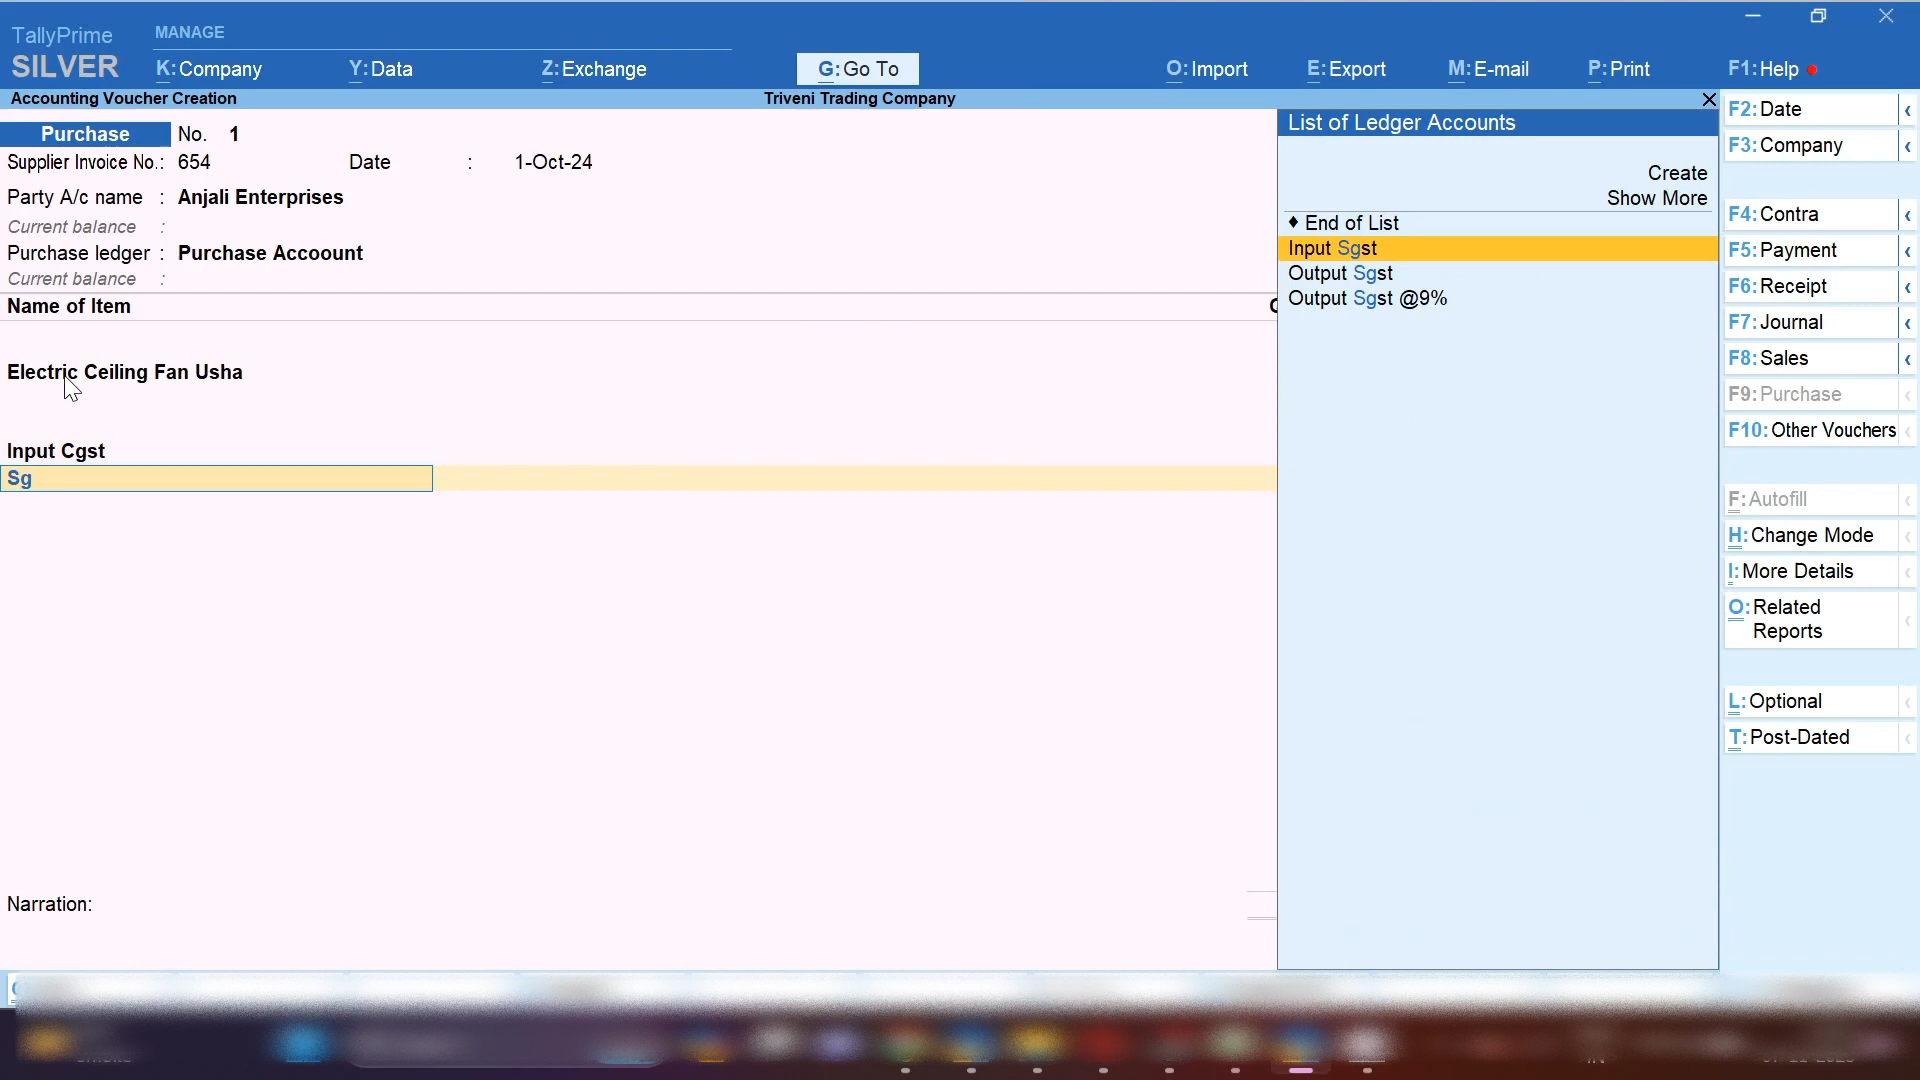 TallyPrime
SILVER
MANAGE
K:Company
Y:Data
Z:Exchange
G:Go To
O:Import
E:Export
M:E-mail
P:Print
F1:Help
Accounting Voucher Creation
Triveni Trading Company
Purchase No. 1
Supplier Invoice No.: 654 Date : 1-Oct-24
Party A/c name : Anjali Enterprises
Current balance :
Purchase ledger : Purchase Accoount
Current balance :
Name of Item
Electric Ceiling Fan Usha
Input Cgst
Sg
Narration:
List of Ledger Accounts
Create
Show More
♦ End of List
Input Sgst
Output Sgst
Output Sgst @9%
F2:Date
F3:Company
F4:Contra
F5:Payment
F6:Receipt
F7:Journal
F8:Sales
F9:Purchase
F10:Other Vouchers
F:Autofill
H:Change Mode
I:More Details
O:Related
Reports
L:Optional
T:Post-Dated